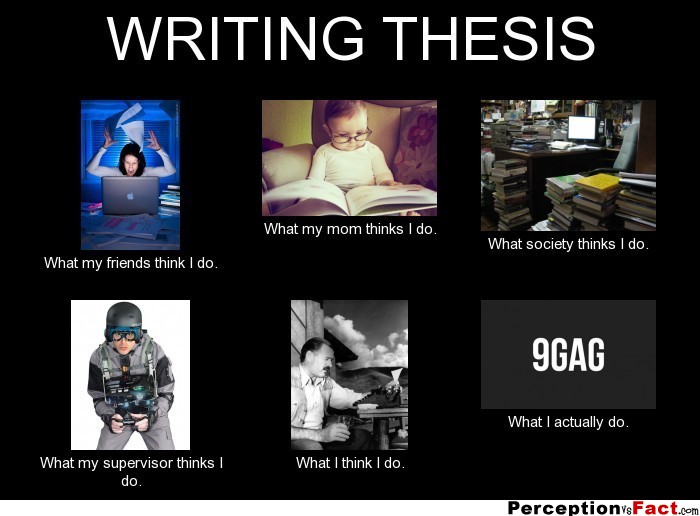 WRITING THESIS
What my friends think I do.
What my mom thinks I do.
What society thinks I do.
What my supervisor thinks I
do.
What I think I do.
9GAG
What I actually do.
PerceptionvsFact.com